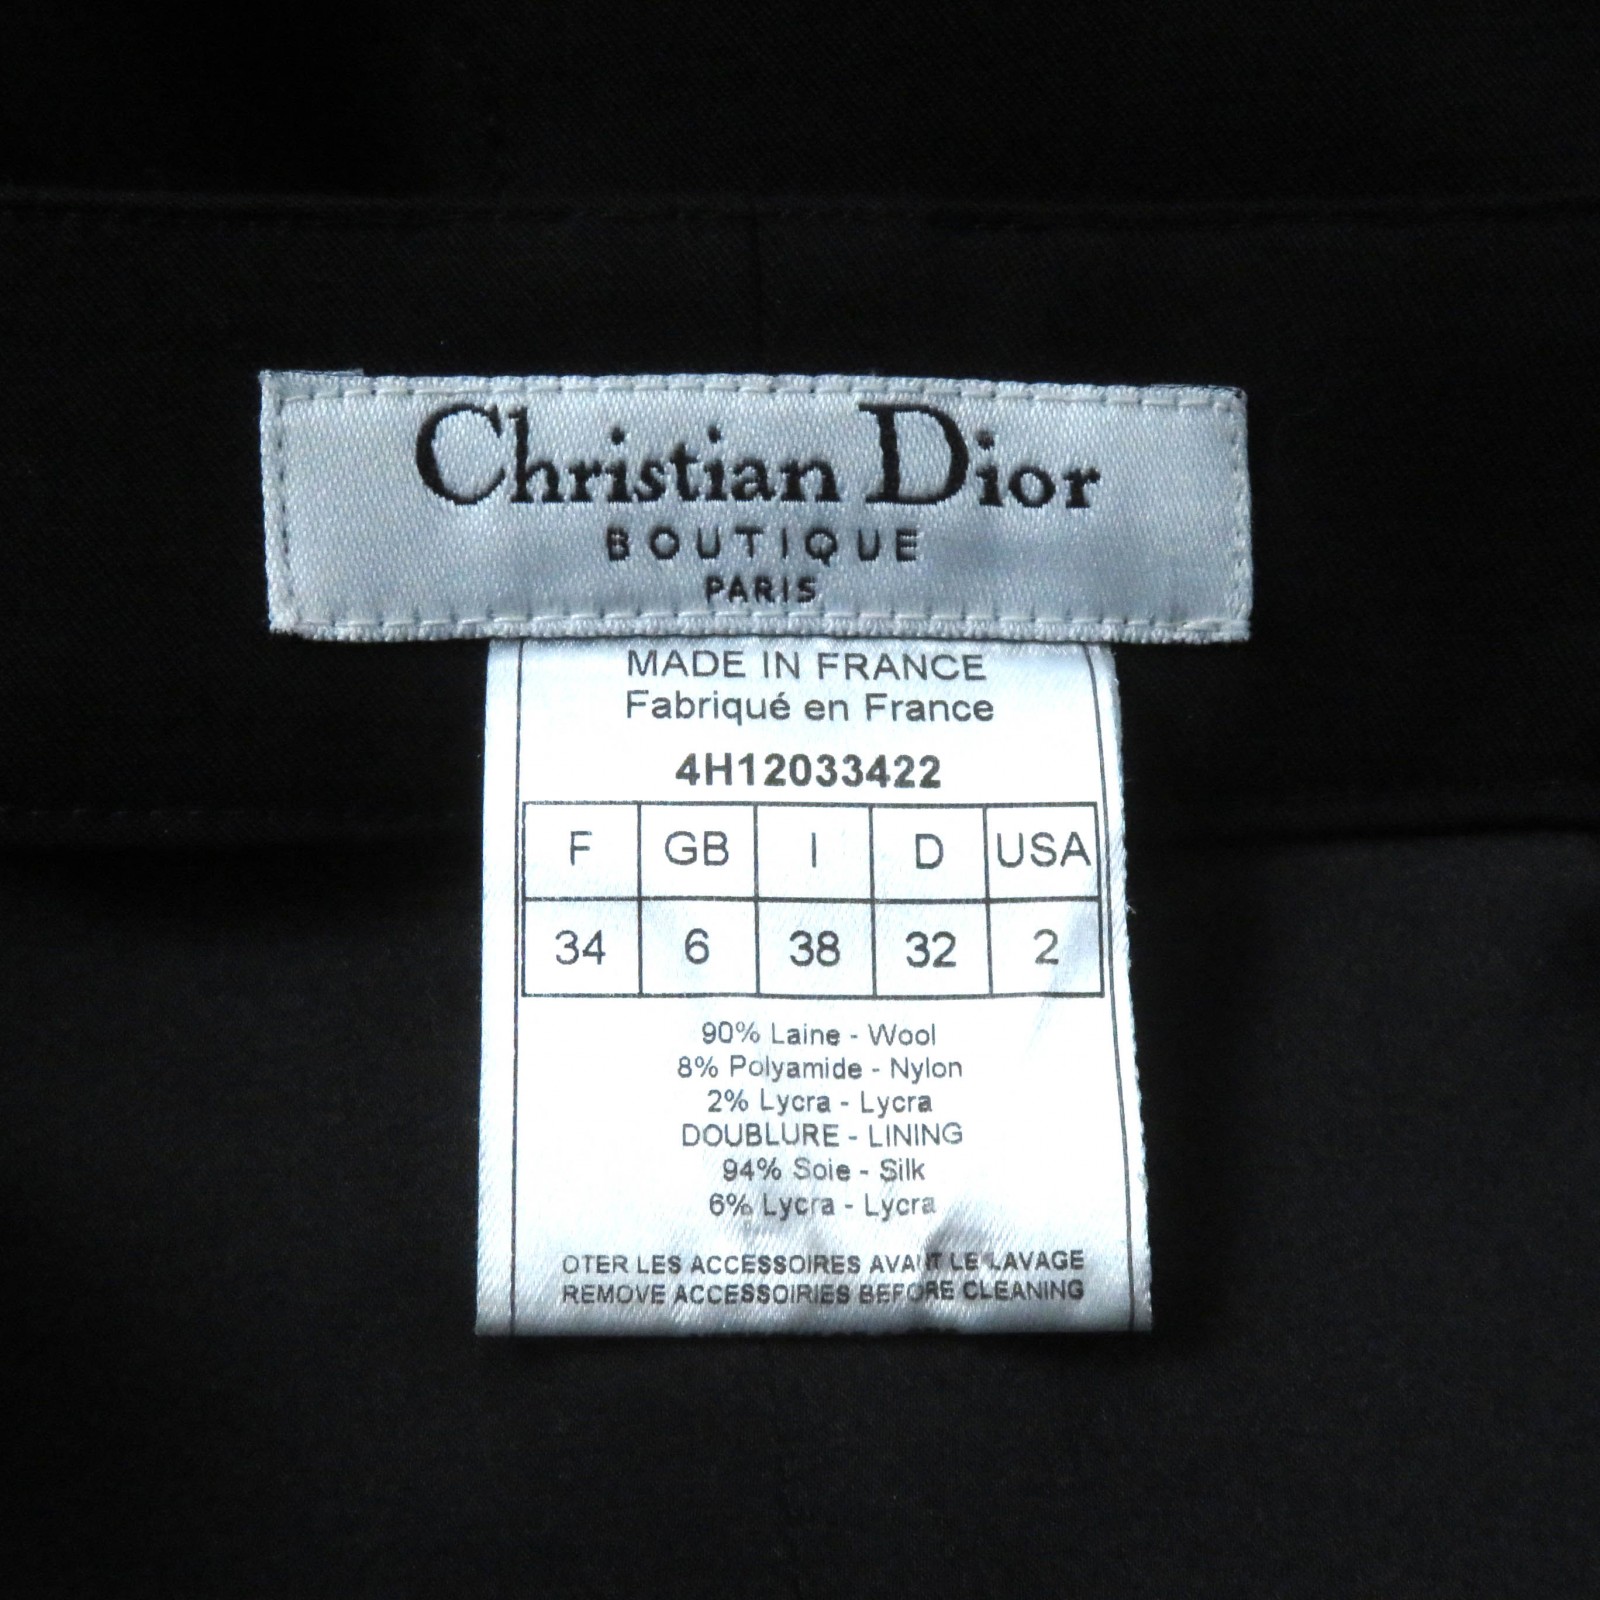 Christian Dior
BOUTIQUE
PARIS
MADE IN FRANCE
Fabriqué en France
4H12033422
F GB I D USA
34 6 38 32 2
90% Laine - Wool
8% Polyamide - Nylon
2% Lycra - Lycra
DOUBLURE - LINING
94% Soie - Silk
6% Lycra - Lycra
OTER LES ACCESSOIRES AVANT LE LAVAGE
REMOVE ACCESSOIRIES BEFORE CLEANING